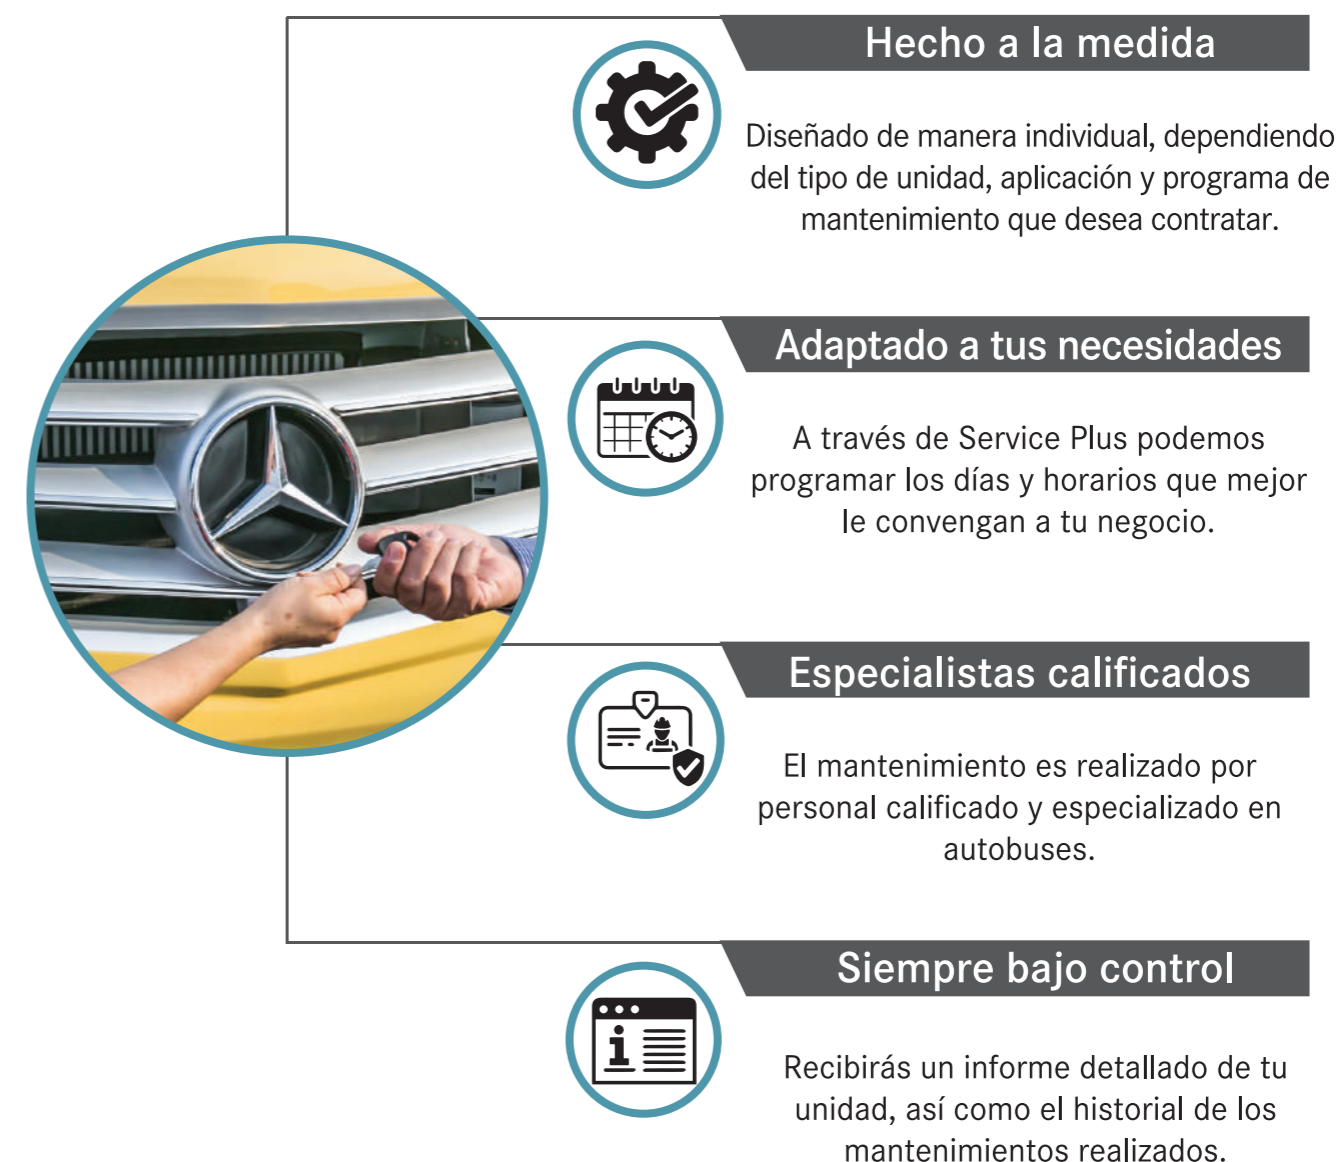 Hecho a la medida
Diseñado de manera individual, dependiendo
del tipo de unidad, aplicación y programa de
mantenimiento que desea contratar.
Adaptado a tus necesidades
A través de Service Plus podemos
programar los días y horarios que mejor
le convengan a tu negocio.
Especialistas calificados
El mantenimiento es realizado por
personal calificado y especializado en
autobuses.
Siempre bajo control
Recibirás un informe detallado de tu
unidad, así como el historial de los
mantenimientos realizados.